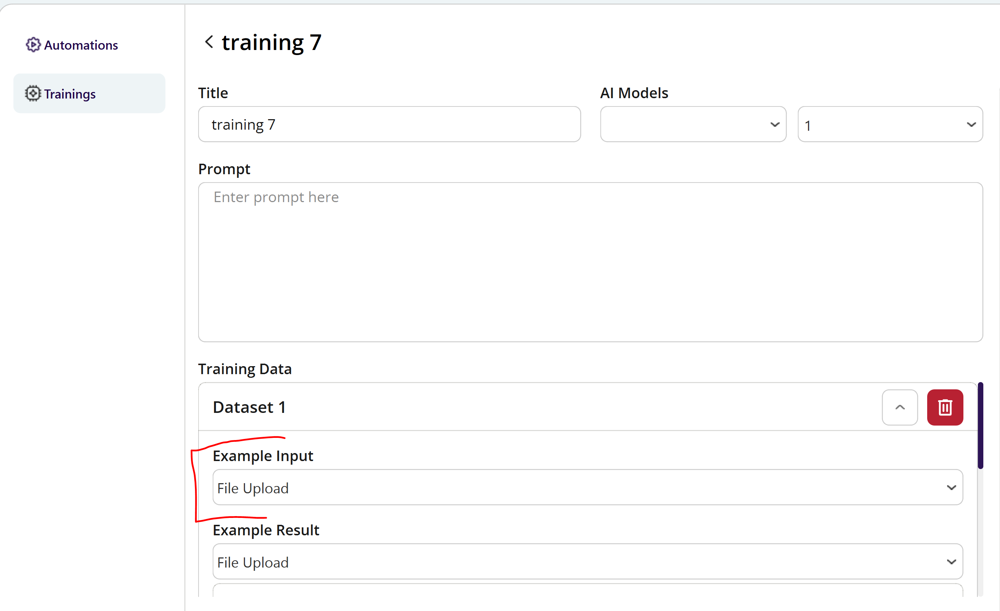 Automations
Trainings
training 7
Title
AI Models
training 7
1
Prompt
Enter prompt here
Training Data
Dataset 1
Example Input
File Upload
Example Result
File Upload